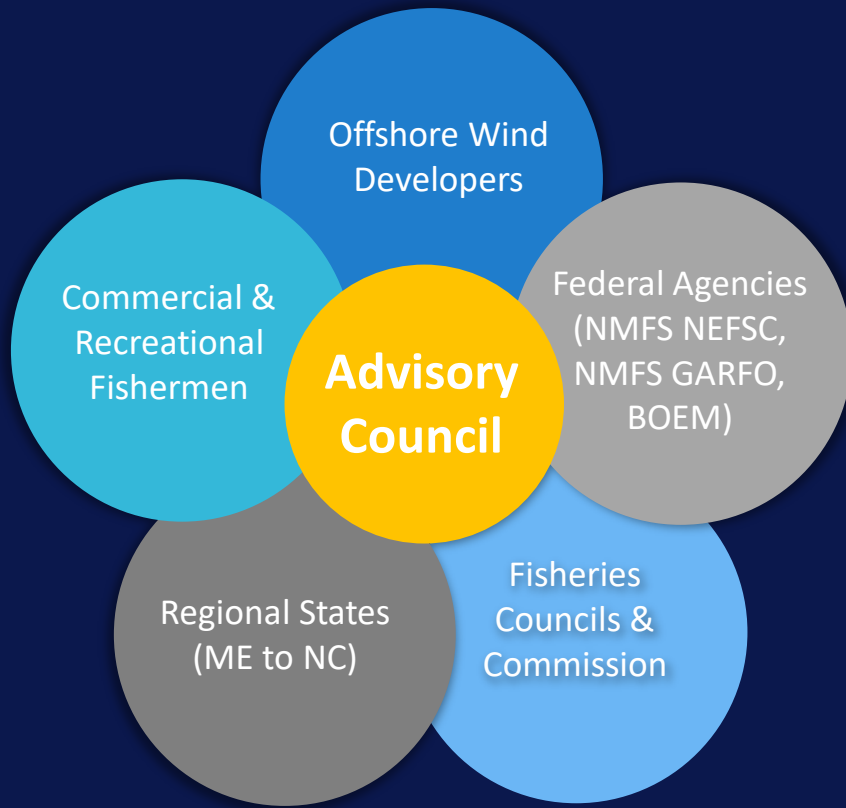 Offshore Wind
Developers
Commercial &
Recreational
Fishermen
Federal Agencies
(NMFS NEFSC,
NMFS GARFO,
BOEM)
Advisory
Council
Regional States
(ME to NC)
Fisheries
Councils &
Commission